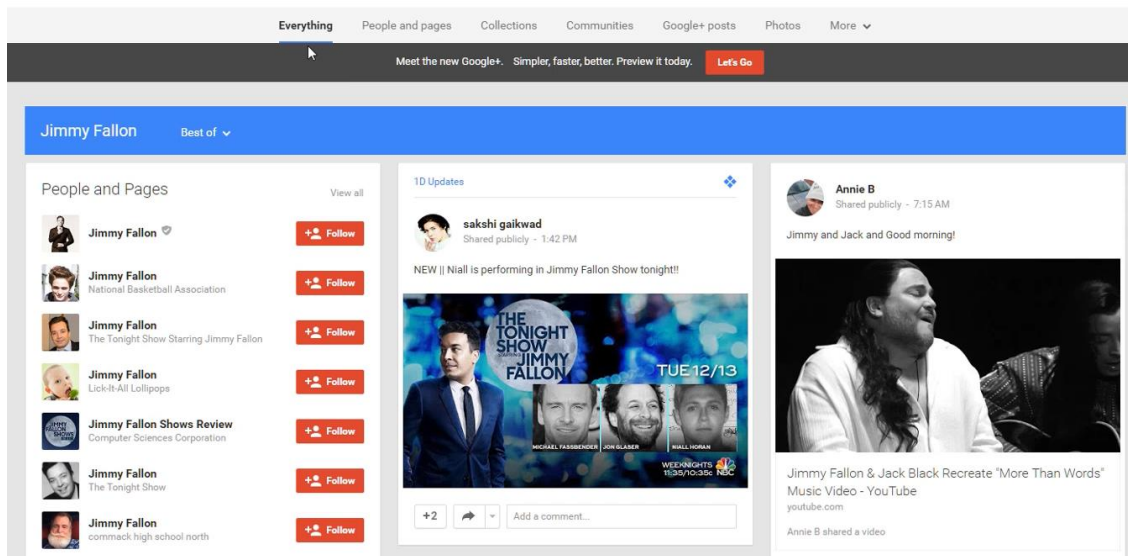 Everything People and pages Collections Communities Google+ posts Photos More
Meet the new Google+. Simpler, faster, better. Preview it today. Let's Go
Jimmy Fallon Best of
People and Pages View all
Jimmy Fallon
Follow
Jimmy Fallon
National Basketball Association
Follow
Jimmy Fallon
The Tonight Show Starring Jimmy Fallon
Follow
Jimmy Fallon
Lick-It-All Lollipops
Follow
Jimmy Fallon Shows Review
Computer Sciences Corporation
Follow
Jimmy Fallon
The Tonight Show
Follow
Jimmy Fallon
commack high school north
Follow
1D Updates
sakshi gaikwad
Shared publicly - 1:42 PM
NEW || Niall is performing in Jimmy Fallon Show tonight!!
THE
TONIGHT
SHOW
STARRING
JIMMY
FALLON
TUE 12/13
MICHAEL FASSBENDER JON GLASER NIALL HORAN
WEEKNIGHTS
11:35/10:35c NBC
+2 Add a comment...
Annie B
Shared publicly - 7:15 AM
Jimmy and Jack and Good morning!
Jimmy Fallon & Jack Black Recreate "More Than Words"
Music Video - YouTube
youtube.com
Annie B shared a video